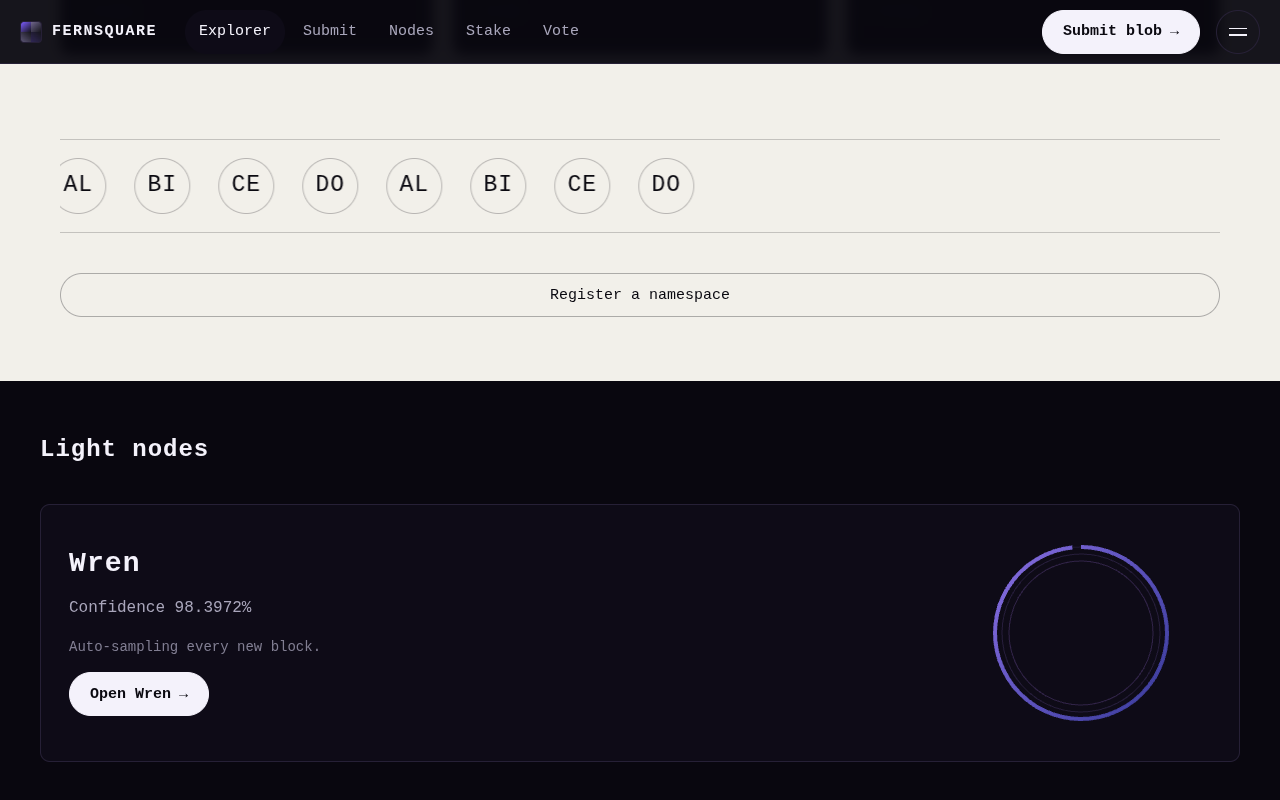 FERNSQUARE Explorer Submit Nodes Stake Vote Submit blob →
AL BI CE DO AL BI CE DO
Register a namespace
Light nodes
Wren
Confidence 98.3972%
Auto-sampling every new block.
Open Wren →